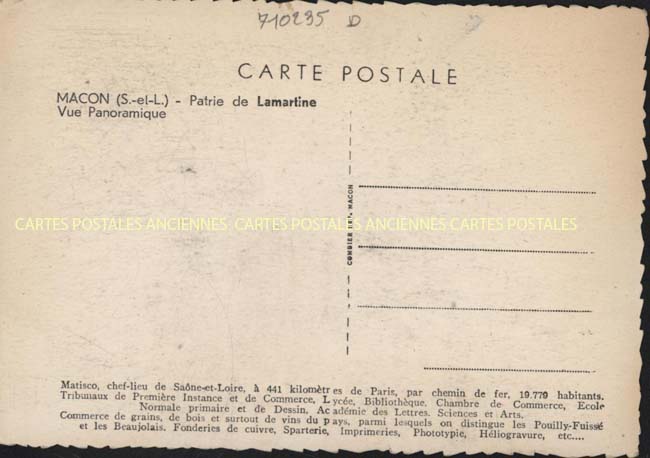 710235 D
CARTE POSTALE
MACON (S.-et-L.) - Patrie de Lamartine
Vue Panoramique
CARTES POSTALES ANCIENNES CARTES POSTALES ANCIENNES CARTES POSTALES
COMBIER IMP. MACON
Matisco, chef-lieu de Saône-et-Loire, à 441 kilomètres de Paris, par chemin de fer, 19.779 habitants.
Tribunaux de Première Instance et de Commerce, Lycée, Bibliothèque. Chambre de Commerce, Ecole
Normale primaire et de Dessin, Académie des Lettres. Sciences et Arts.
Commerce de grains, de bois et surtout de vins du pays, parmi lesquels on distingue les Pouilly-Fuissé
et les Beaujolais. Fonderies de cuivre, Sparterie, Imprimeries, Phototypie, Héliogravure, etc....